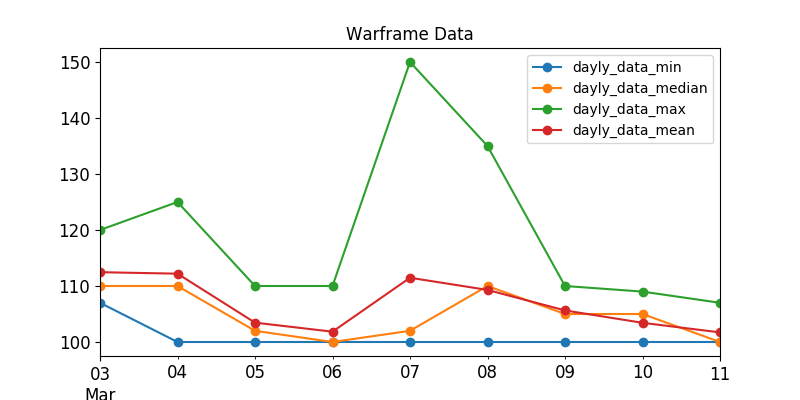 Warframe Data
dayly_data_min
dayly_data_median
dayly_data_max
dayly_data_mean
150
140
130
120
110
100
03 04 05 06 07 08 09 10 11
Mar